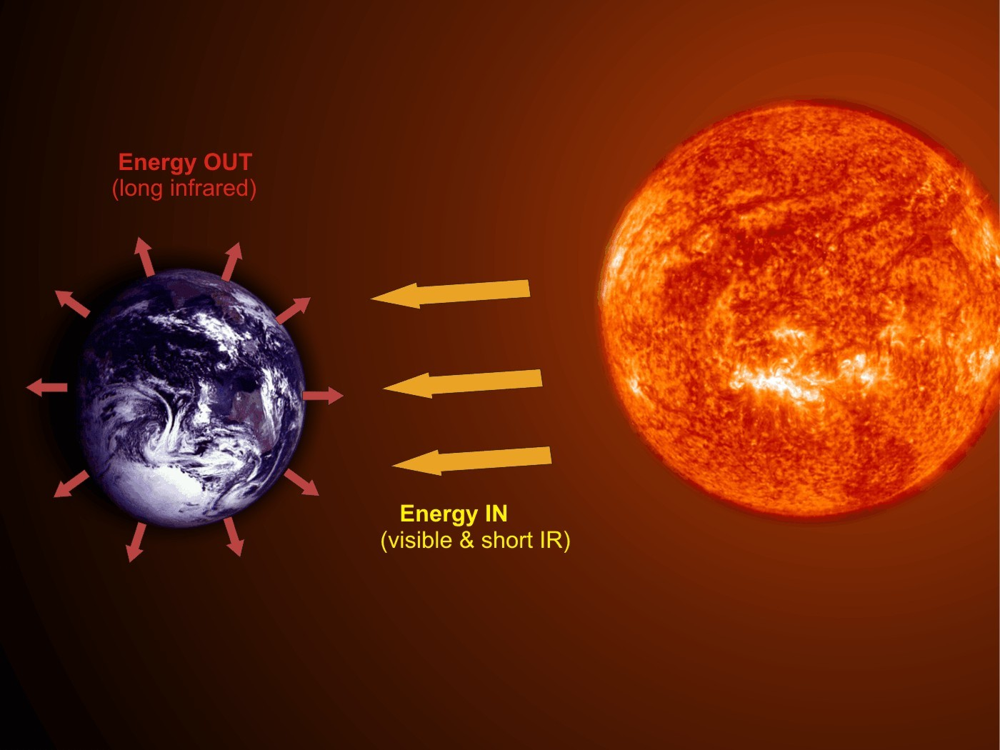 Energy OUT
(long infrared)
Energy IN
(visible & short IR)